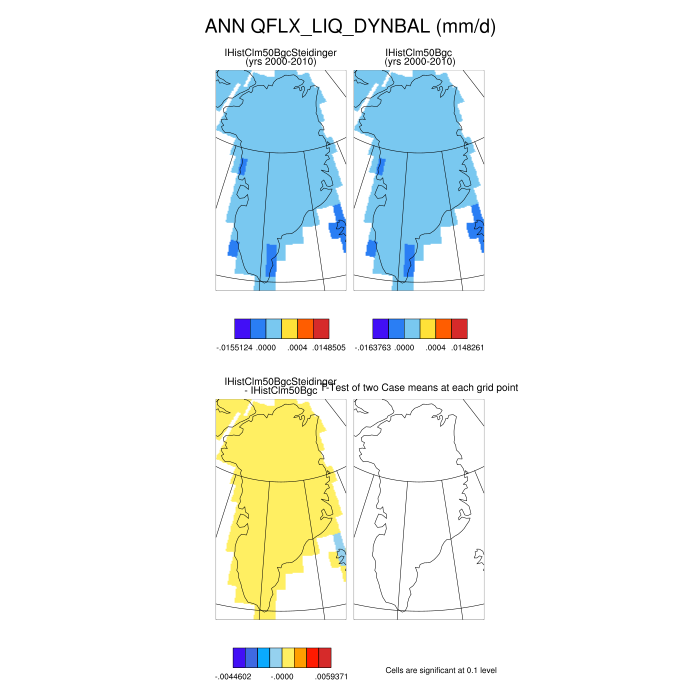 ANN QFLX_LIQ_DYNBAL (mm/d)
IHistClm50BgcSteidinger
(yrs 2000-2010)
IHistClm50Bgc
(yrs 2000-2010)
-.0155124 .0000 .0004 .0148505
-.0163763 .0000 .0004 .0148261
IHistClm50BgcSteidinger
- IHistClm50Bgc
T-Test of two Case means at each grid point
-.0044602 -.0000 .0059371
Cells are significant at 0.1 level